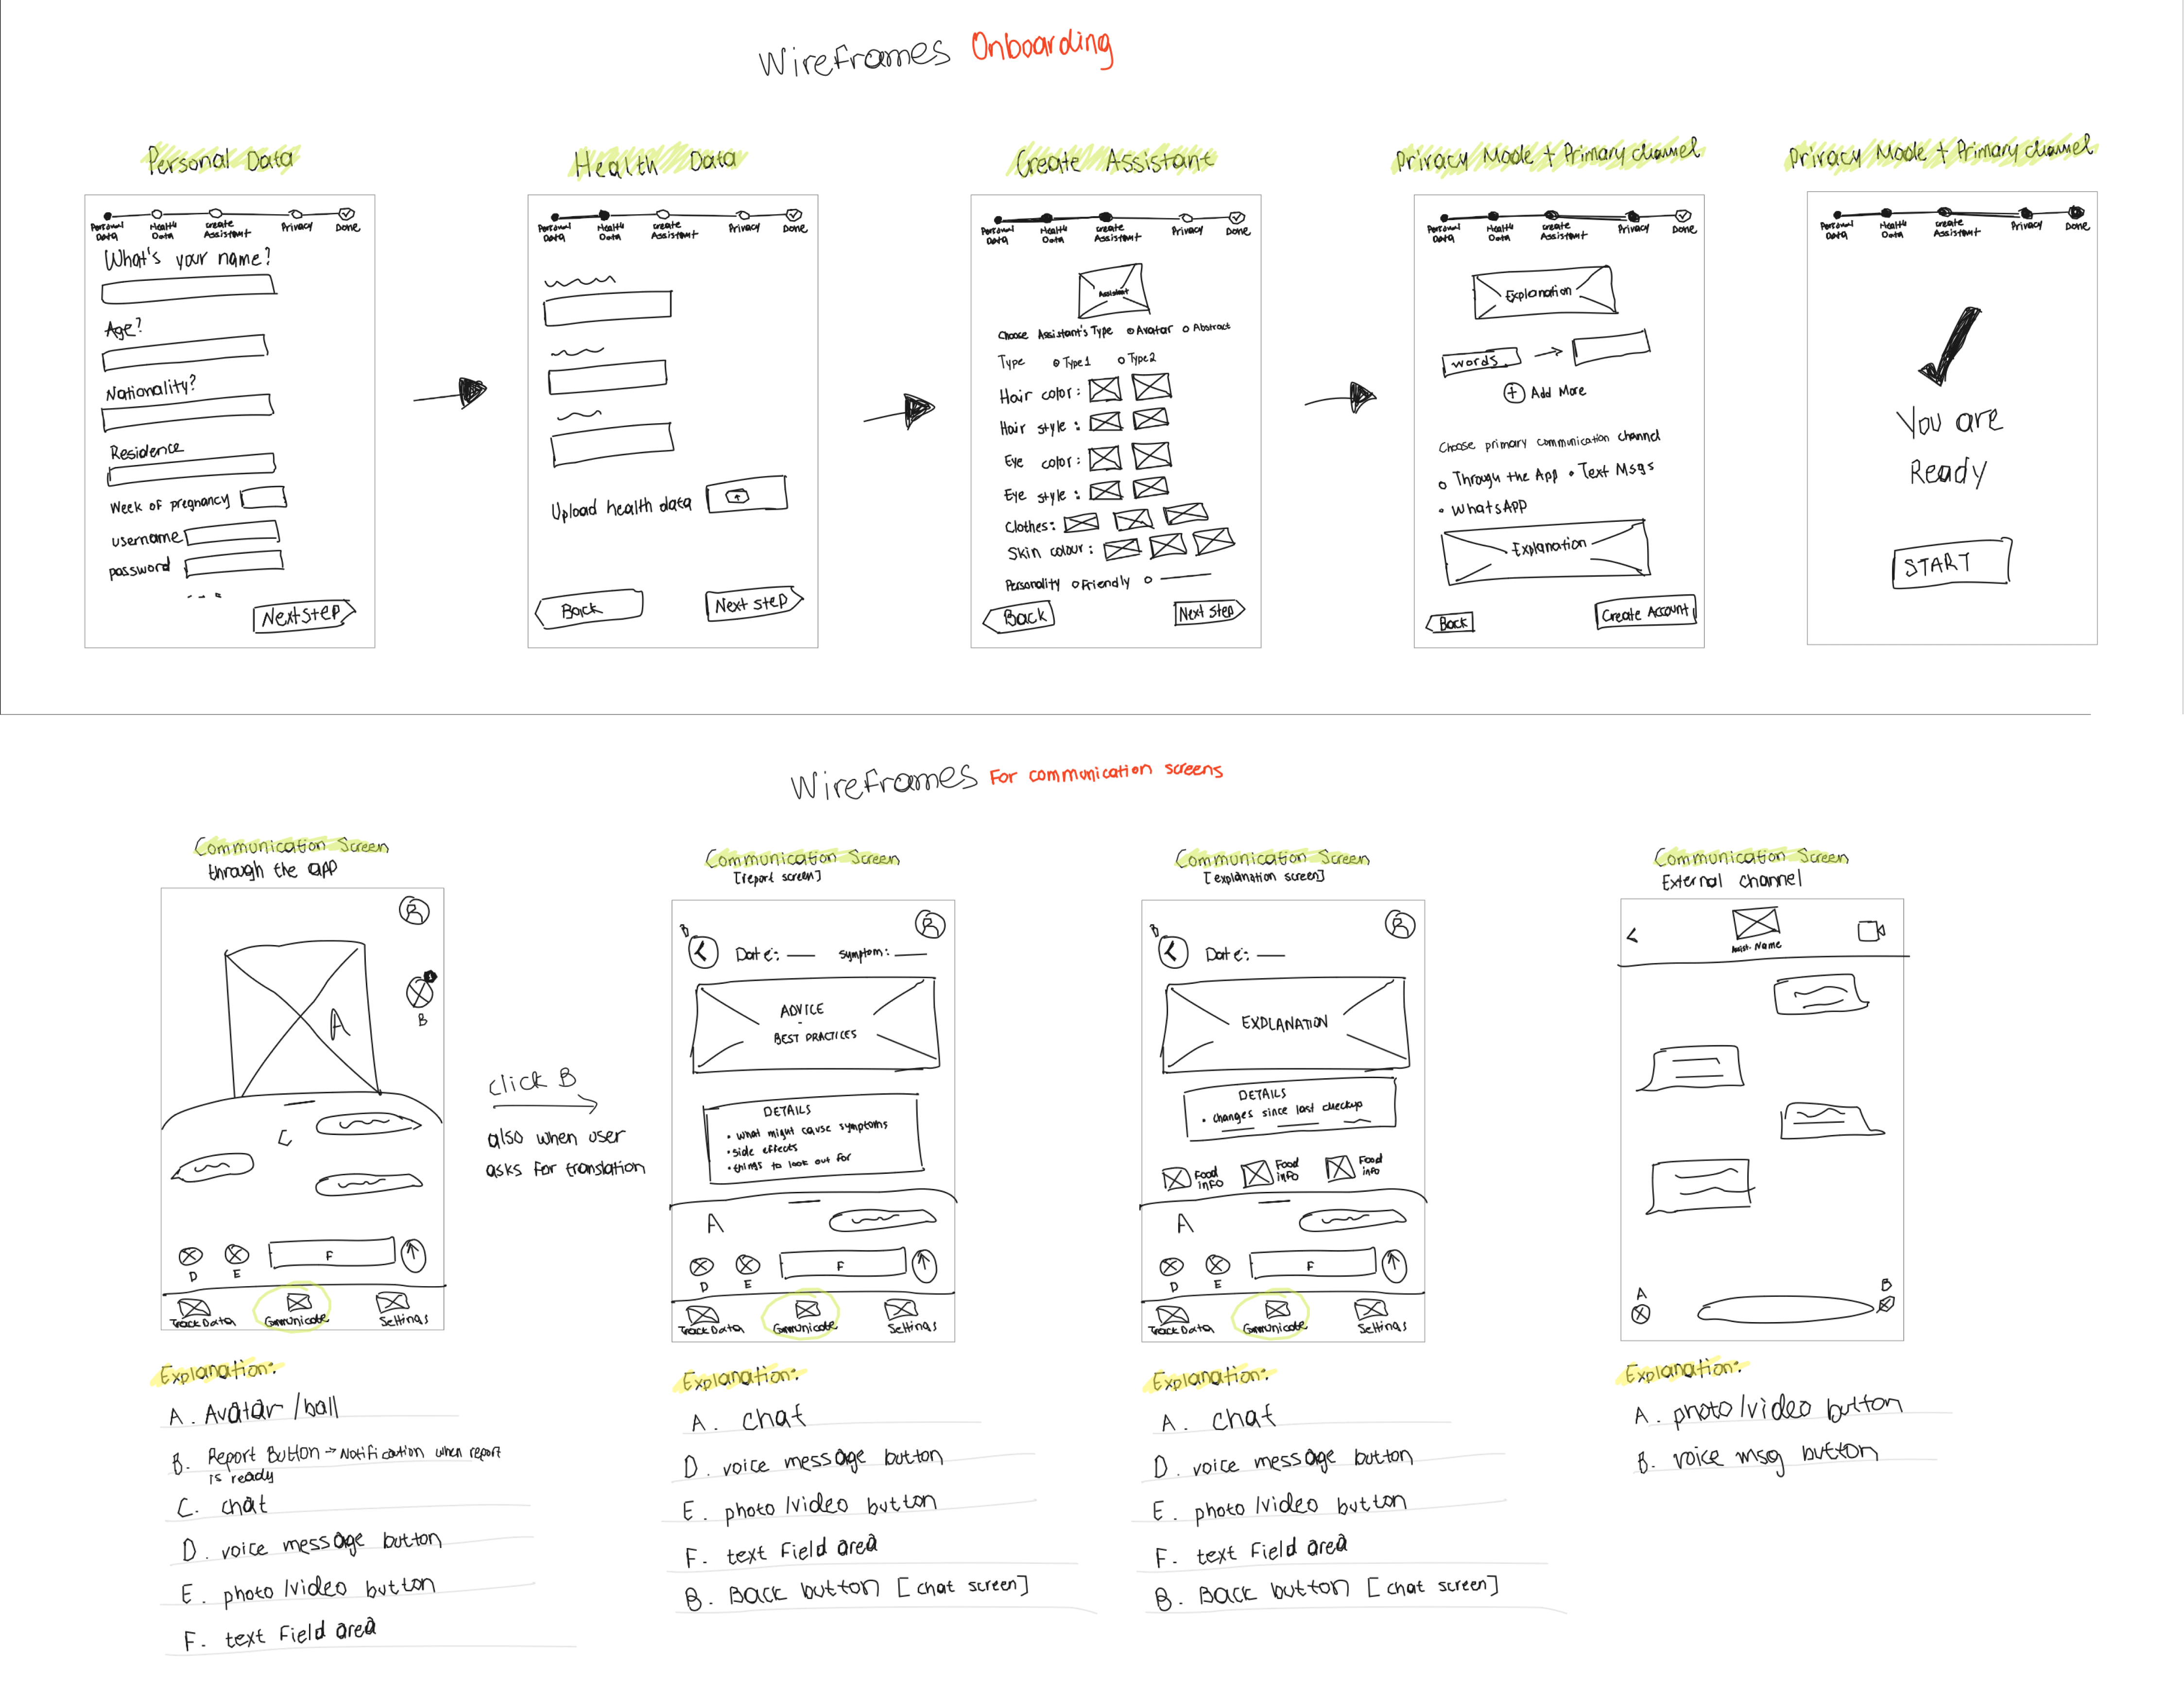 Wireframes Onboarding
Personal Data
Personal Data
Health Data
create Assistant
Privacy
Done
What's your name?
Age?
Nationality?
Residence
Week of pregnancy
username
password
Next step
Health Data
Personal Data
Health Data
create Assistant
Privacy
Done
Upload health data
Back
Next step
Create Assistant
Personal Data
Health Data
create Assistant
Privacy
Done
Assistant
Choose Assistant's Type Avatar Abstract
Type Type 1 Type 2
Hair color:
Hair style:
Eye color:
Eye style:
Clothes:
Skin colour:
Personality Friendly
Back
Next step
Privacy Mode + Primary channel
Personal Data
Health Data
create Assistant
Privacy
Done
Explanation
words
Add More
Choose primary communication channel
Through the App Text Msgs
WhatsAPP
Explanation
Back
Create Account
Privacy Mode + Primary channel
Personal Data
Health Data
create Assistant
Privacy
Done
You are
Ready
START
Wireframes For communication screens
Communication Screen
through the app
A
B
C
D
E
F
Track Data
Communicate
Settings
Explanation:
A. Avatar /ball
B. Report Button → Notification when report
is ready
C. chat
D. voice message button
E. photo /video button
F. text Field area
click B
also when user
asks for translation
Communication Screen
[report screen]
B
Date: symptom:
ADVICE
-
BEST PRACTICES
DETAILS
• what might cause symptoms
• side effects
• things to look out for
A
D
E
F
Track Data
Communicate
Settings
Explanation:
A. chat
D. voice message button
E. photo /video button
F. text Field area
B. Back button [chat screen]
Communication Screen
[explanation screen]
B
Date:
EXPLANATION
DETAILS
• changes since last checkup
Food info
Food info
Food info
A
D
E
F
Track Data
Communicate
Settings
Explanation:
A. chat
D. voice message button
E. photo /video button
F. text Field area
B. Back button [chat screen]
Communication Screen
External channel
Assist. Name
A
B
Explanation:
A. photo /video button
B. voice msg button